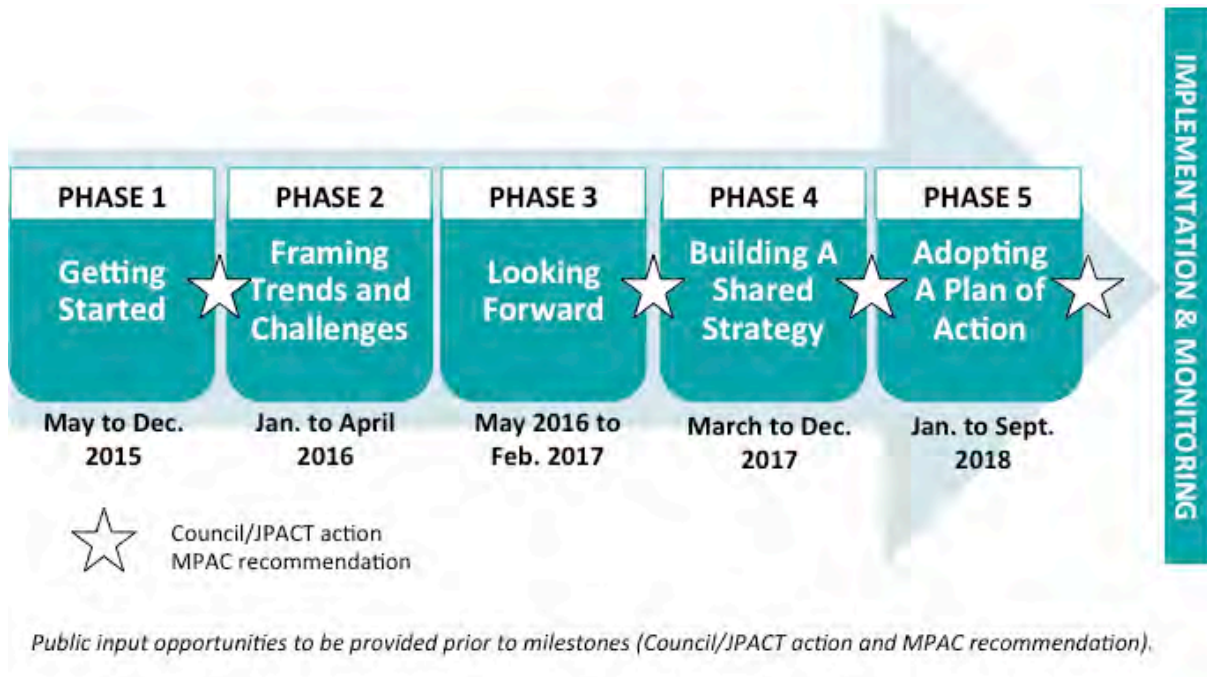 PHASE 1
Getting
Started
May to Dec.
2015
PHASE 2
Framing
Trends and
Challenges
Jan. to April
2016
PHASE 3
Looking
Forward
May 2016 to
Feb. 2017
PHASE 4
Building A
Shared
Strategy
March to Dec.
2017
PHASE 5
Adopting
A Plan of
Action
Jan. to Sept.
2018
IMPLEMENTATION & MONITORING
Council/JPACT action
MPAC recommendation
Public input opportunities to be provided prior to milestones (Council/JPACT action and MPAC recommendation).